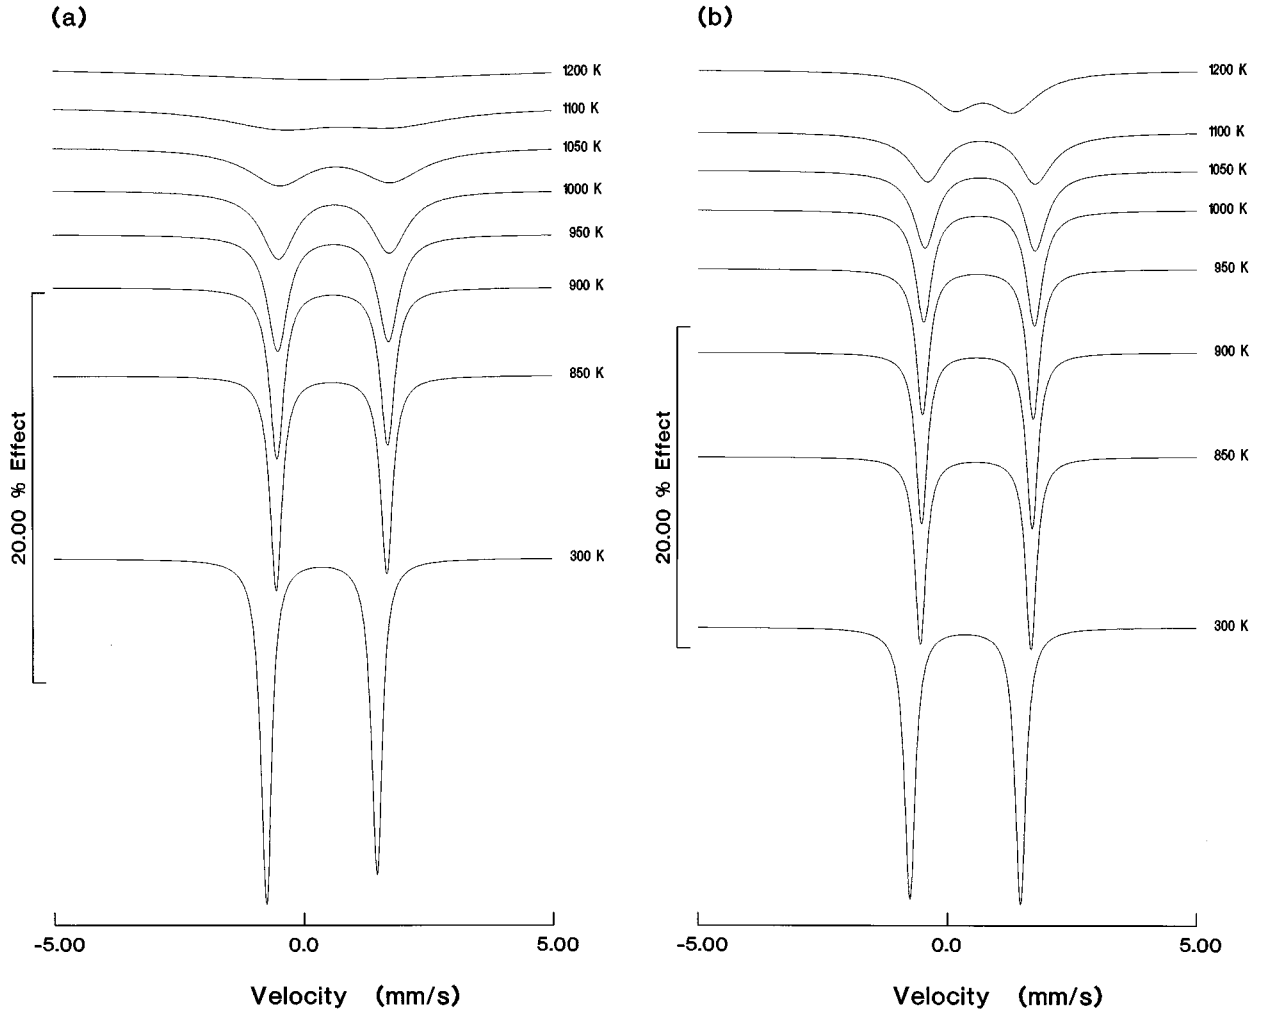 (a)
1200 K
1100 K
1050 K
1000 K
950 K
900 K
850 K
300 K
20.00 % Effect
-5.00 0.0 5.00
Velocity (mm/s)
(b)
1200 K
1100 K
1050 K
1000 K
950 K
900 K
850 K
300 K
20.00 % Effect
-5.00 0.0 5.00
Velocity (mm/s)